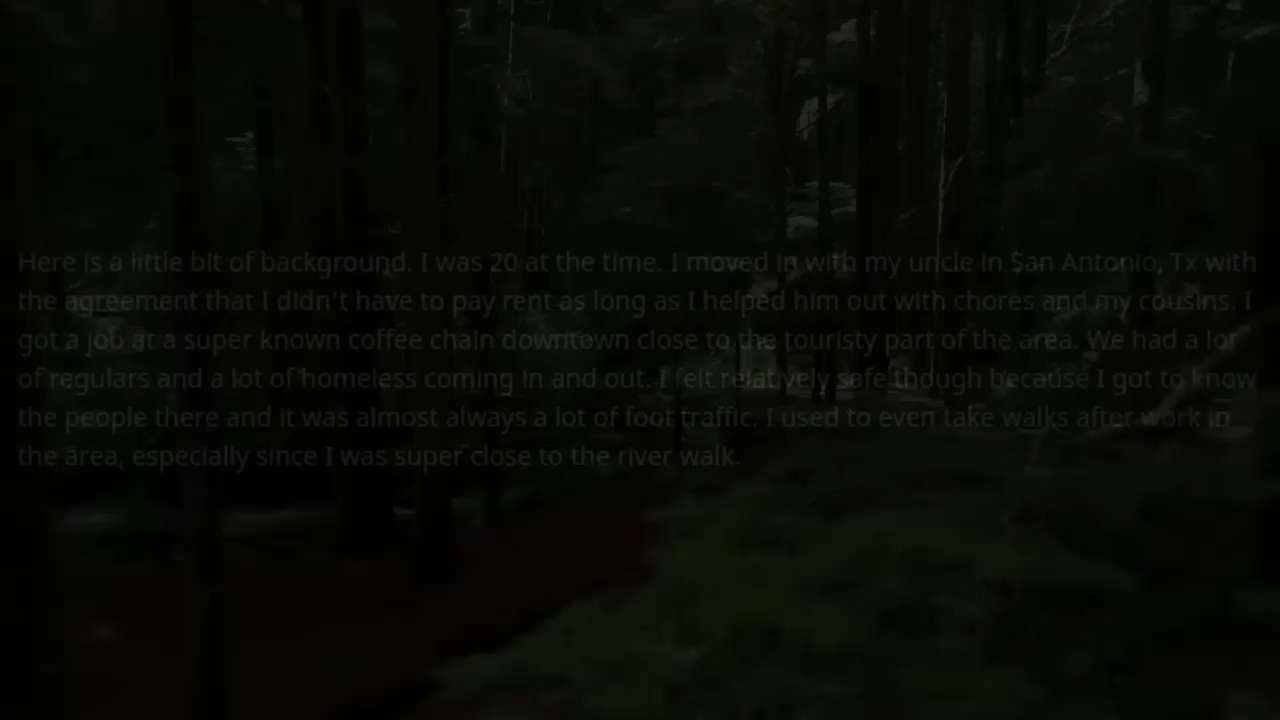 Here is a little bit of background. I was 20 at the time. I moved in with my uncle in San Antonio, Tx with
the agreement that I didn't have to pay rent as long as I helped him out with chores and my cousins. I
got a job at a super known coffee chain downtown close to the touristy part of the area. We had a lot
of regulars and a lot of homeless coming in and out. I felt relatively safe though because I got to know
the people there and it was almost always a lot of foot traffic. I used to even take walks after work in
the area, especially since I was super close to the river walk.